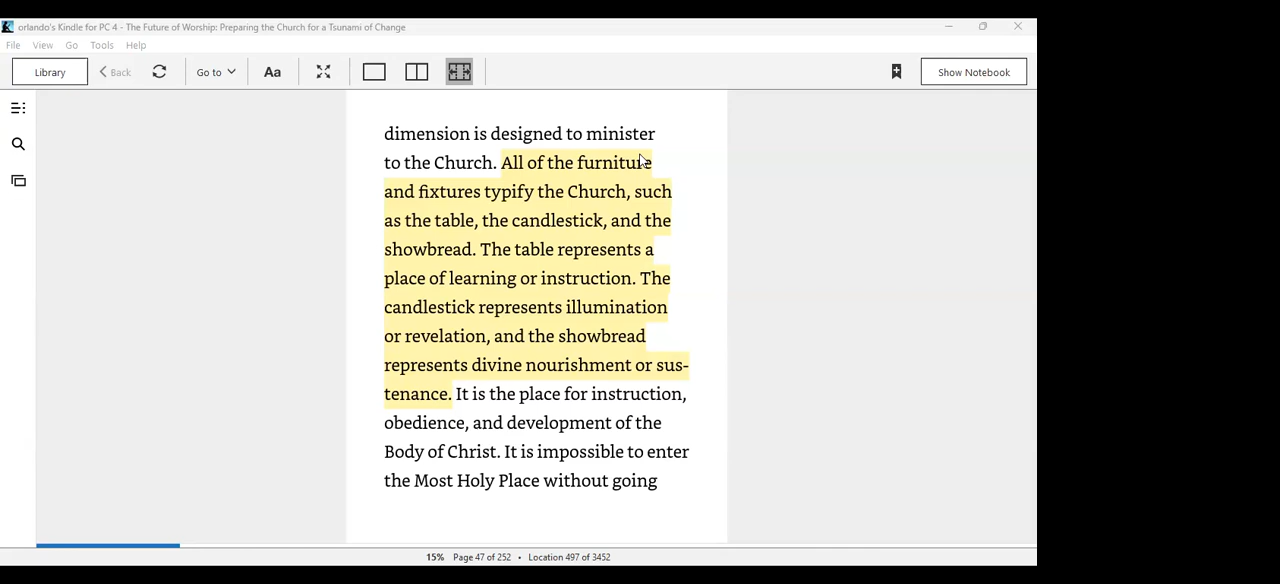 orlando's Kindle for PC 4 - The Future of Worship: Preparing the Church for a Tsunami of Change
File View Go Tools Help
Library Back Go to Aa Show Notebook
dimension is designed to minister
to the Church. All of the furniture
and fixtures typify the Church, such
as the table, the candlestick, and the
showbread. The table represents a
place of learning or instruction. The
candlestick represents illumination
or revelation, and the showbread
represents divine nourishment or sus-
tenance. It is the place for instruction,
obedience, and development of the
Body of Christ. It is impossible to enter
the Most Holy Place without going
15% Page 47 of 252 • Location 497 of 3452